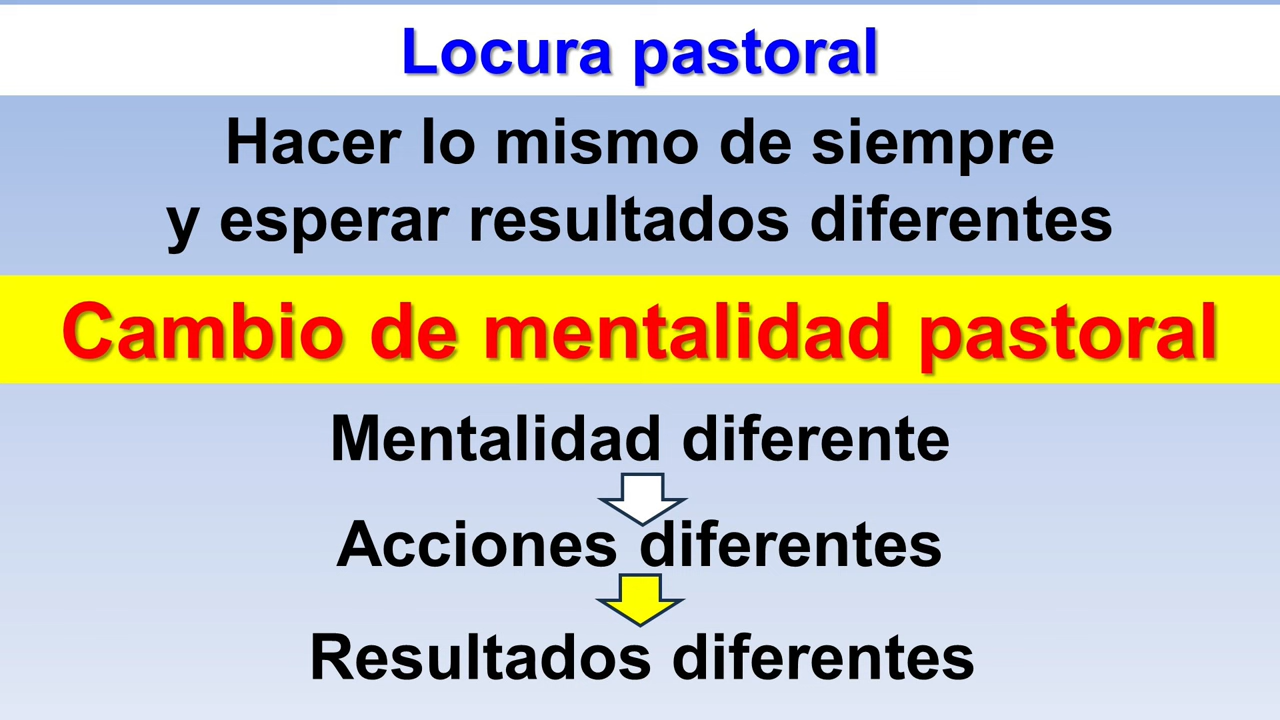 Locura pastoral
Hacer lo mismo de siempre
y esperar resultados diferentes
Cambio de mentalidad pastoral
Mentalidad diferente
Acciones diferentes
Resultados diferentes